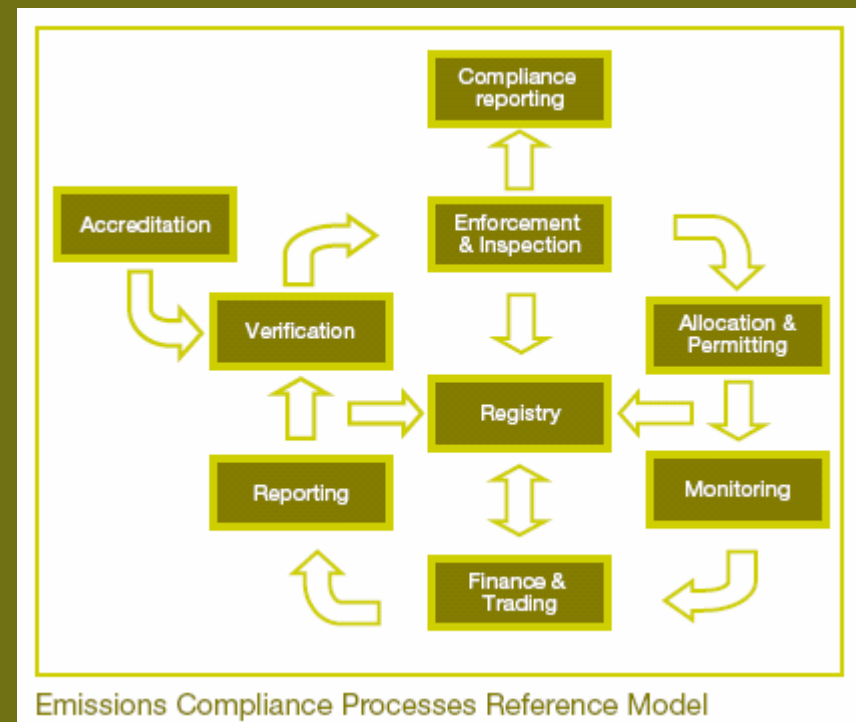 Compliance
reporting
Accreditation
Enforcement
& Inspection
Verification
Allocation &
Permitting
Registry
Reporting
Monitoring
Finance &
Trading
Emissions Compliance Processes Reference Model